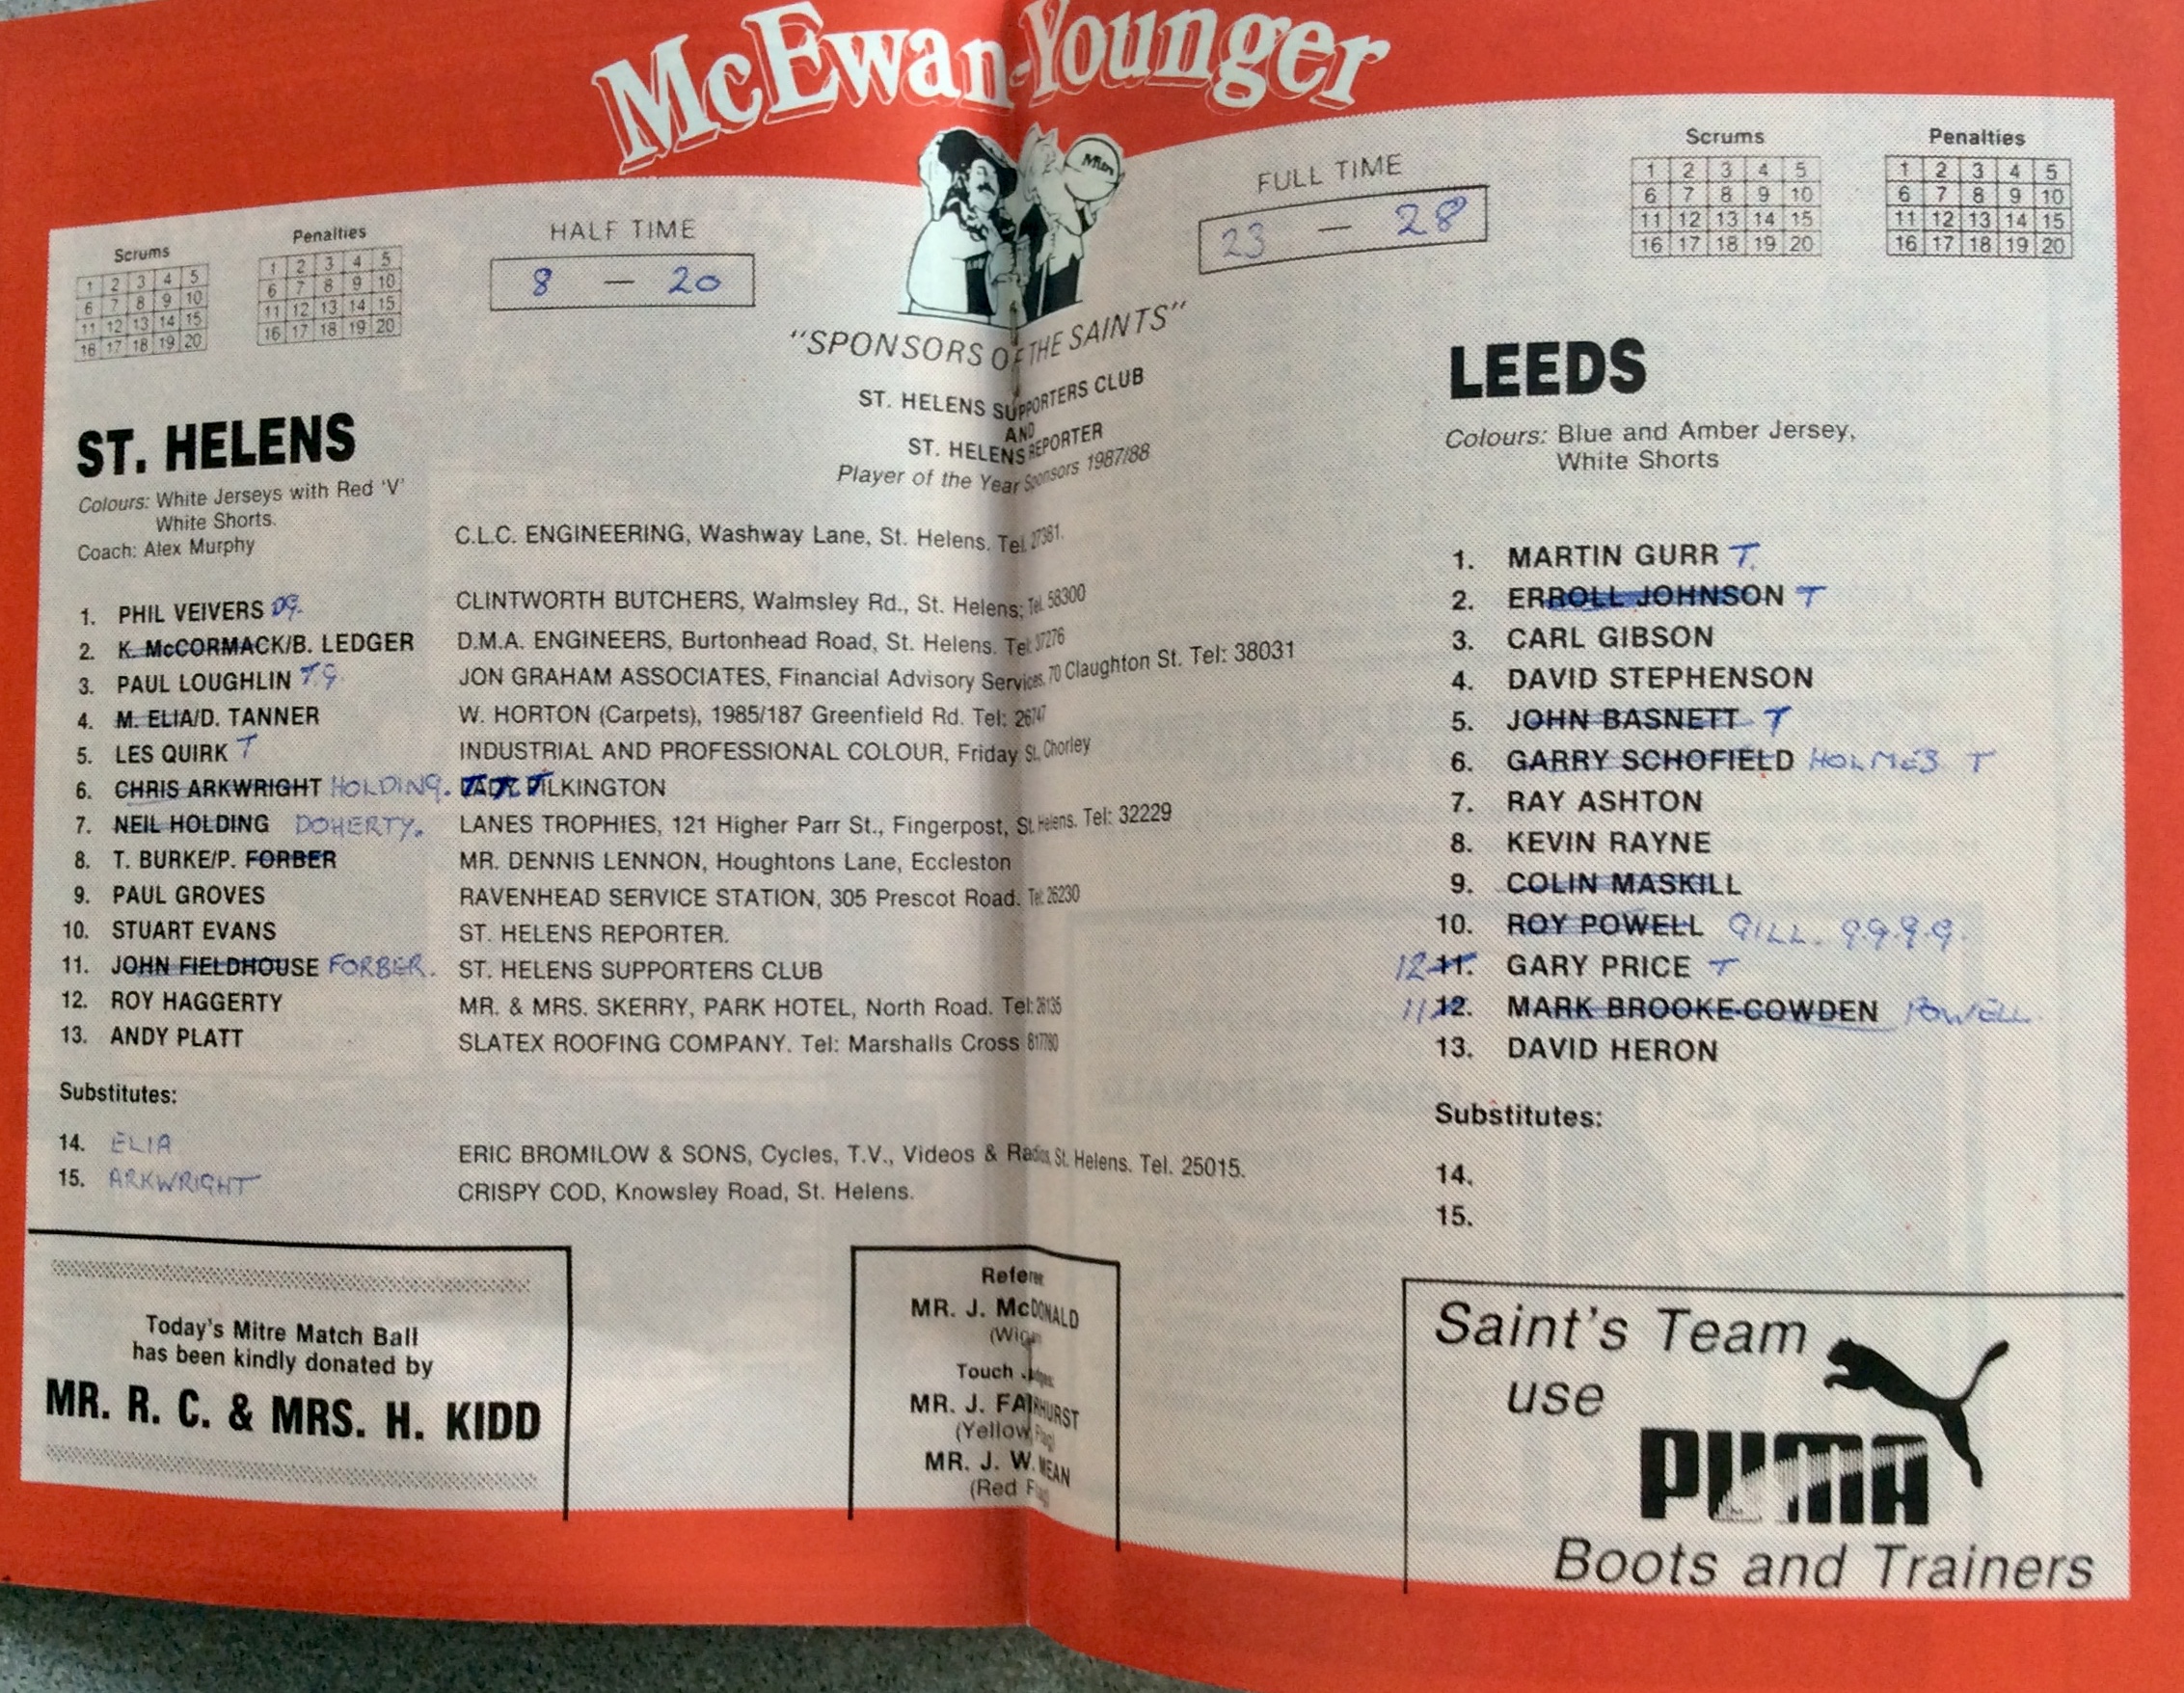 McEwan-Younger
Scrums
1 2 3 4 5
6 7 8 9 10
11 12 13 14 15
16 17 18 19 20
Penalties
1 2 3 4 5
6 7 8 9 10
11 12 13 14 15
16 17 18 19 20
HALF TIME
8 — 20
FULL TIME
23 — 28
Scrums
1 2 3 4 5
6 7 8 9 10
11 12 13 14 15
16 17 18 19 20
Penalties
1 2 3 4 5
6 7 8 9 10
11 12 13 14 15
16 17 18 19 20
"SPONSORS OF THE SAINTS"
ST. HELENS SUPPORTERS CLUB
AND
ST. HELENS REPORTER
Player of the Year Sponsors 1987/88
ST. HELENS
Colours: White Jerseys with Red 'V'
White Shorts.
Coach: Alex Murphy
C.L.C. ENGINEERING, Washway Lane, St. Helens. Tel. 27381.
1. PHIL VEIVERS DG. CLINTWORTH BUTCHERS, Walmsley Rd., St. Helens; Tel. 58300
2. K. McCORMACK/B. LEDGER D.M.A. ENGINEERS, Burtonhead Road, St. Helens. Tel: 37276
3. PAUL LOUGHLIN T.G. JON GRAHAM ASSOCIATES, Financial Advisory Services, 70 Claughton St. Tel: 38031
4. M. ELIA/D. TANNER W. HORTON (Carpets), 1985/187 Greenfield Rd. Tel: 26747
5. LES QUIRK T INDUSTRIAL AND PROFESSIONAL COLOUR, Friday St. Chorley
6. CHRIS ARKWRIGHT HOLDING. T. T. T LADY PILKINGTON
7. NEIL HOLDING DOHERTY. LANES TROPHIES, 121 Higher Parr St., Fingerpost, St. Helens. Tel: 32229
8. T. BURKE/P. FORBER MR. DENNIS LENNON, Houghtons Lane, Eccleston
9. PAUL GROVES RAVENHEAD SERVICE STATION, 305 Prescot Road. Tel: 26230
10. STUART EVANS ST. HELENS REPORTER.
11. JOHN FIELDHOUSE FORBER. ST. HELENS SUPPORTERS CLUB
12. ROY HAGGERTY MR. & MRS. SKERRY, PARK HOTEL, North Road. Tel: 26135
13. ANDY PLATT SLATEX ROOFING COMPANY. Tel: Marshalls Cross 817780
Substitutes:
14. ELIA ERIC BROMILOW & SONS, Cycles, T.V., Videos & Radios, St. Helens. Tel. 25015.
15. ARKWRIGHT CRISPY COD, Knowsley Road, St. Helens.
LEEDS
Colours: Blue and Amber Jersey,
White Shorts
1. MARTIN GURR T.
2. ERROLL JOHNSON T
3. CARL GIBSON
4. DAVID STEPHENSON
5. JOHN BASNETT T
6. GARRY SCHOFIELD HOLMES T
7. RAY ASHTON
8. KEVIN RAYNE
9. COLIN MASKILL
10. ROY POWELL GILL. G.G.G.G.
12 11. GARY PRICE T
11 12. MARK BROOKE-COWDEN POWELL.
13. DAVID HERON
Substitutes:
14.
15.
Today's Mitre Match Ball
has been kindly donated by
MR. R. C. & MRS. H. KIDD
Referee
MR. J. McDONALD
(Wigan
Touch Judges:
MR. J. FAIRHURST
(Yellow Flag)
MR. J. W. MEAN
(Red Flag)
Saint's Team
use
PUMA
Boots and Trainers